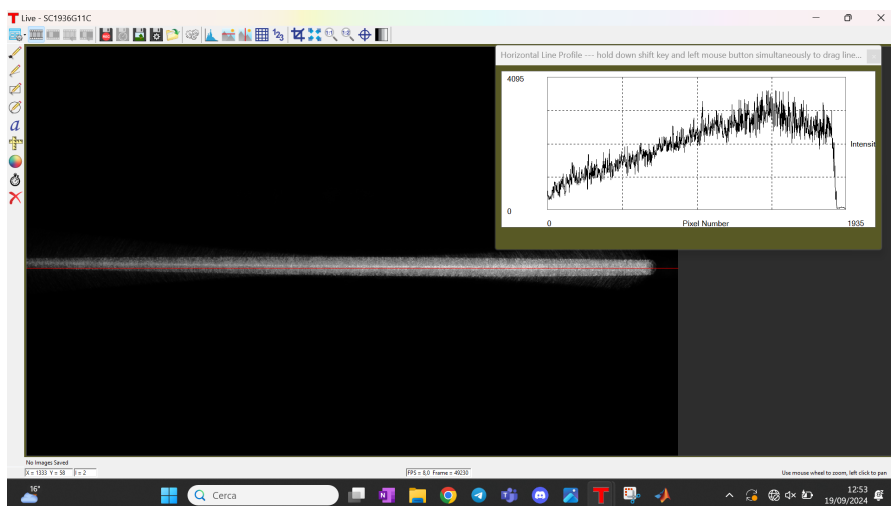 Live - SC1936G11C
Horizontal Line Profile --- hold down shift key and left mouse button simultaneously to drag line...
4095
Intensit
0
0 Pixel Number 1935
No Images Saved
X = 1333 Y = 58 I = 2 FPS = 8,0 Frame = 49230 Use mouse wheel to zoom, left click to pan
16°
Cerca
12:53
19/09/2024